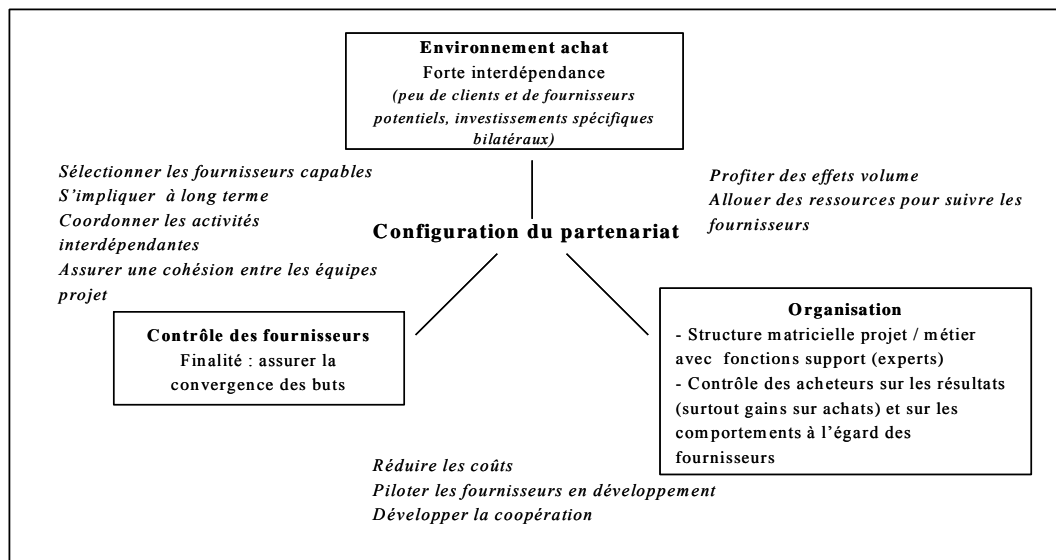 Environnement achat
Forte interdépendance
(peu de clients et de fournisseurs
potentiels, investissements spécifiques
bilatéraux)
Sélectionner les fournisseurs capables
S'impliquer à long terme
Coordonner les activités
interdépendantes
Assurer une cohésion entre les équipes
projet
Profiter des effets volume
Allouer des ressources pour suivre les
fournisseurs
Configuration du partenariat
Contrôle des fournisseurs
Finalité : assurer la
convergence des buts
Organisation
- Structure matricielle projet / métier
avec fonctions support (experts)
- Contrôle des acheteurs sur les résultats
(surtout gains sur achats) et sur les
comportements à l'égard des
fournisseurs
Réduire les coûts
Piloter les fournisseurs en développement
Développer la coopération